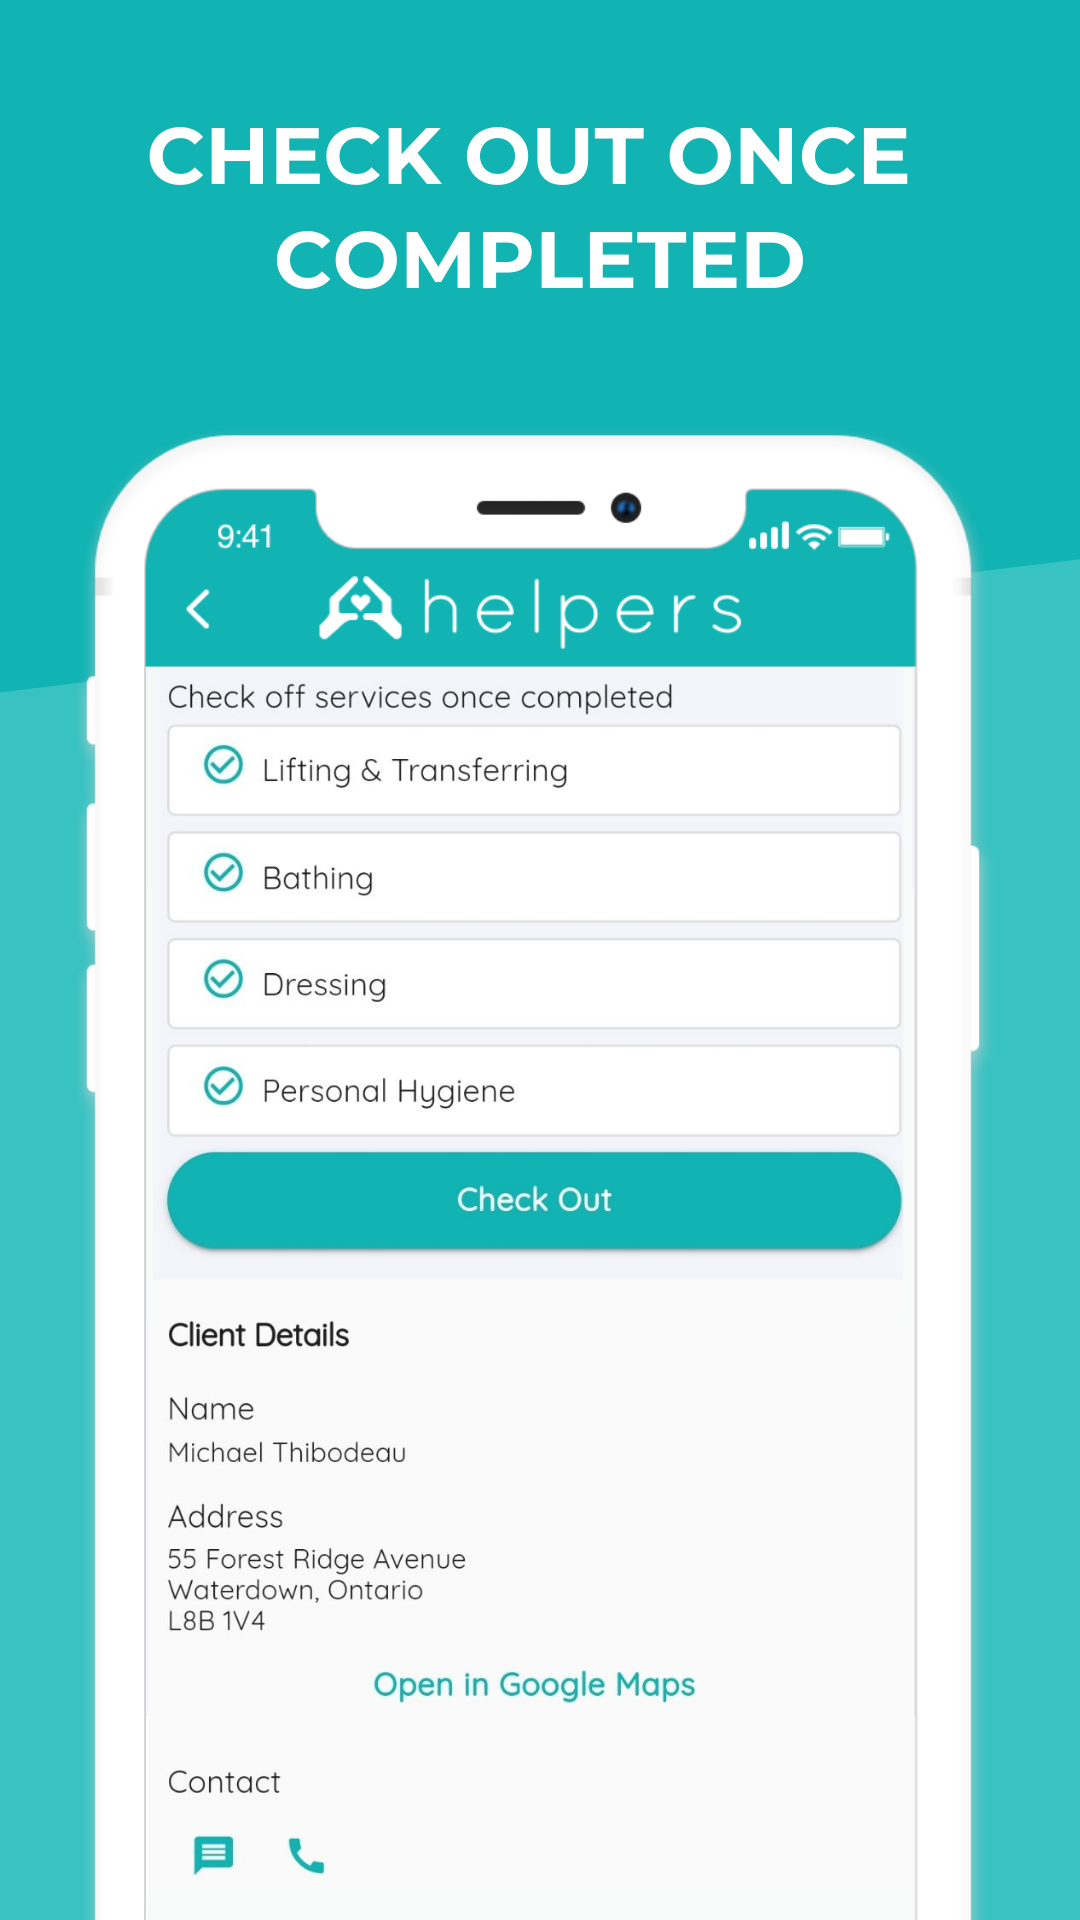 CHECK OUT ONCE
COMPLETED
9:41
helpers
Check off services once completed
Lifting & Transferring
Bathing
Dressing
Personal Hygiene
Check Out
Client Details
Name
Michael Thibodeau
Address
55 Forest Ridge Avenue
Waterdown, Ontario
L8B 1V4
Open in Google Maps
Contact